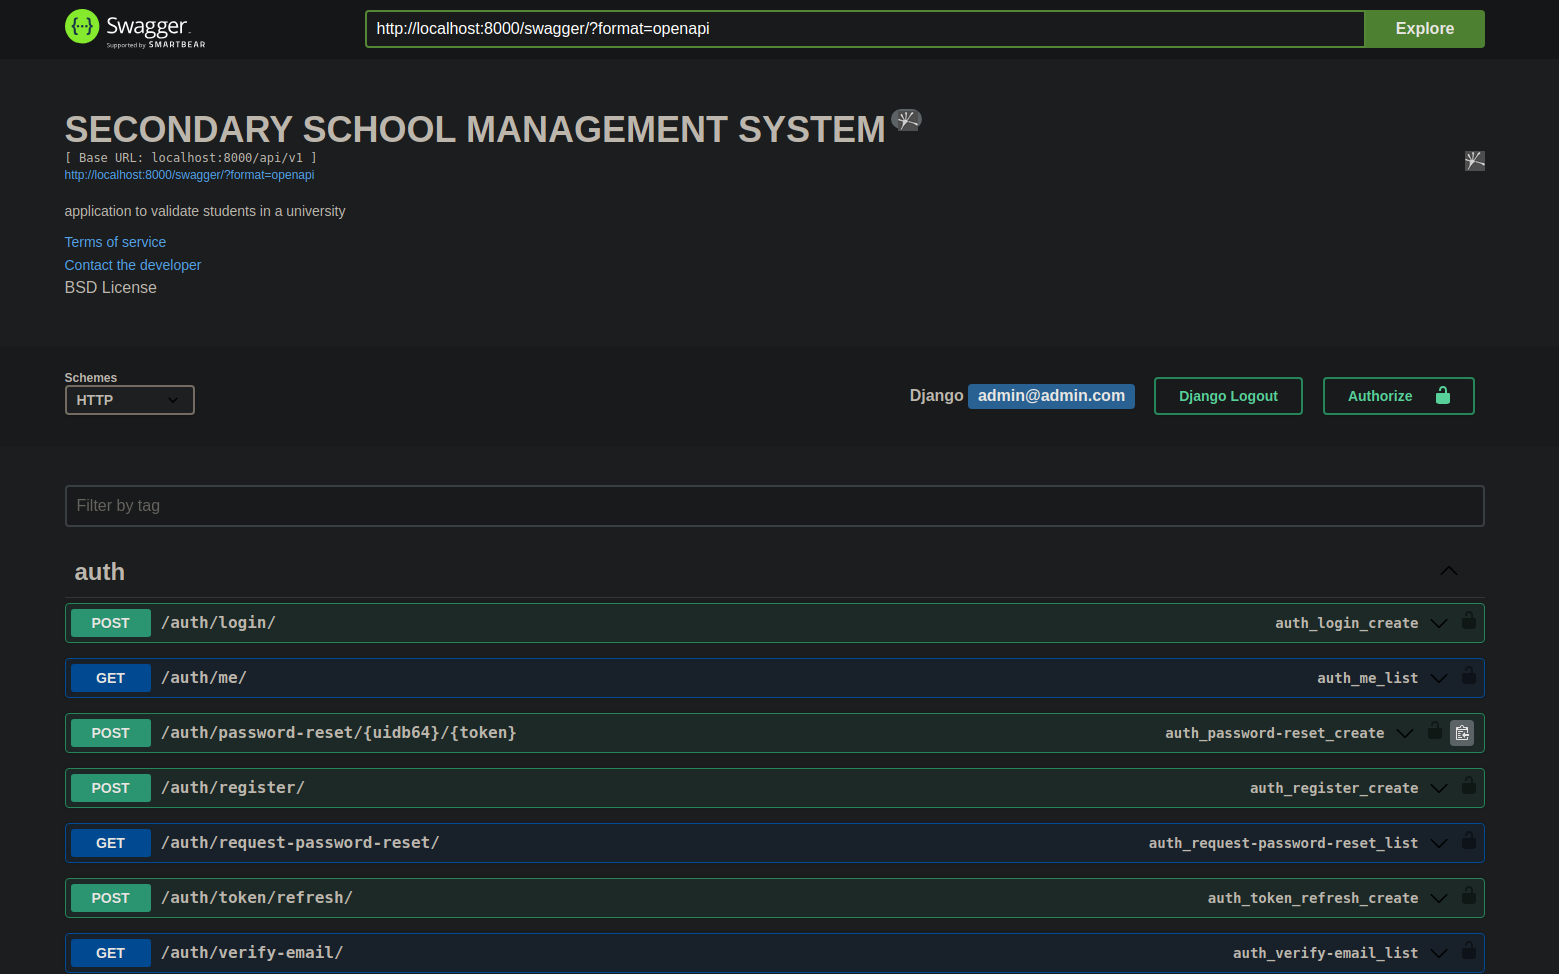 Swagger
Supported by SMARTBEAR
http://localhost:8000/swagger/?format=openapi
Explore
SECONDARY SCHOOL MANAGEMENT SYSTEM
[ Base URL: localhost:8000/api/v1 ]
http://localhost:8000/swagger/?format=openapi
application to validate students in a university
Terms of service
Contact the developer
BSD License
Schemes
HTTP
Django admin@admin.com
Django Logout
Authorize
Filter by tag
auth
POST /auth/login/ auth_login_create
GET /auth/me/ auth_me_list
POST /auth/password-reset/{uidb64}/{token} auth_password-reset_create
POST /auth/register/ auth_register_create
GET /auth/request-password-reset/ auth_request-password-reset_list
POST /auth/token/refresh/ auth_token_refresh_create
GET /auth/verify-email/ auth_verify-email_list